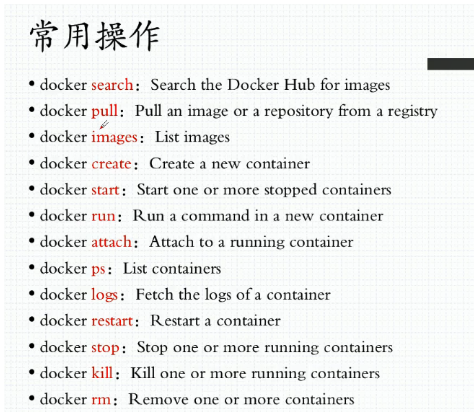 常用操作
• docker search：Search the Docker Hub for images
• docker pull：Pull an image or a repository from a registry
• docker images：List images
• docker create：Create a new container
• docker start：Start one or more stopped containers
• docker run：Run a command in a new container
• docker attach：Attach to a running container
• docker ps：List containers
• docker logs：Fetch the logs of a container
• docker restart：Restart a container
• docker stop：Stop one or more running containers
• docker kill：Kill one or more running containers
• docker rm：Remove one or more containers